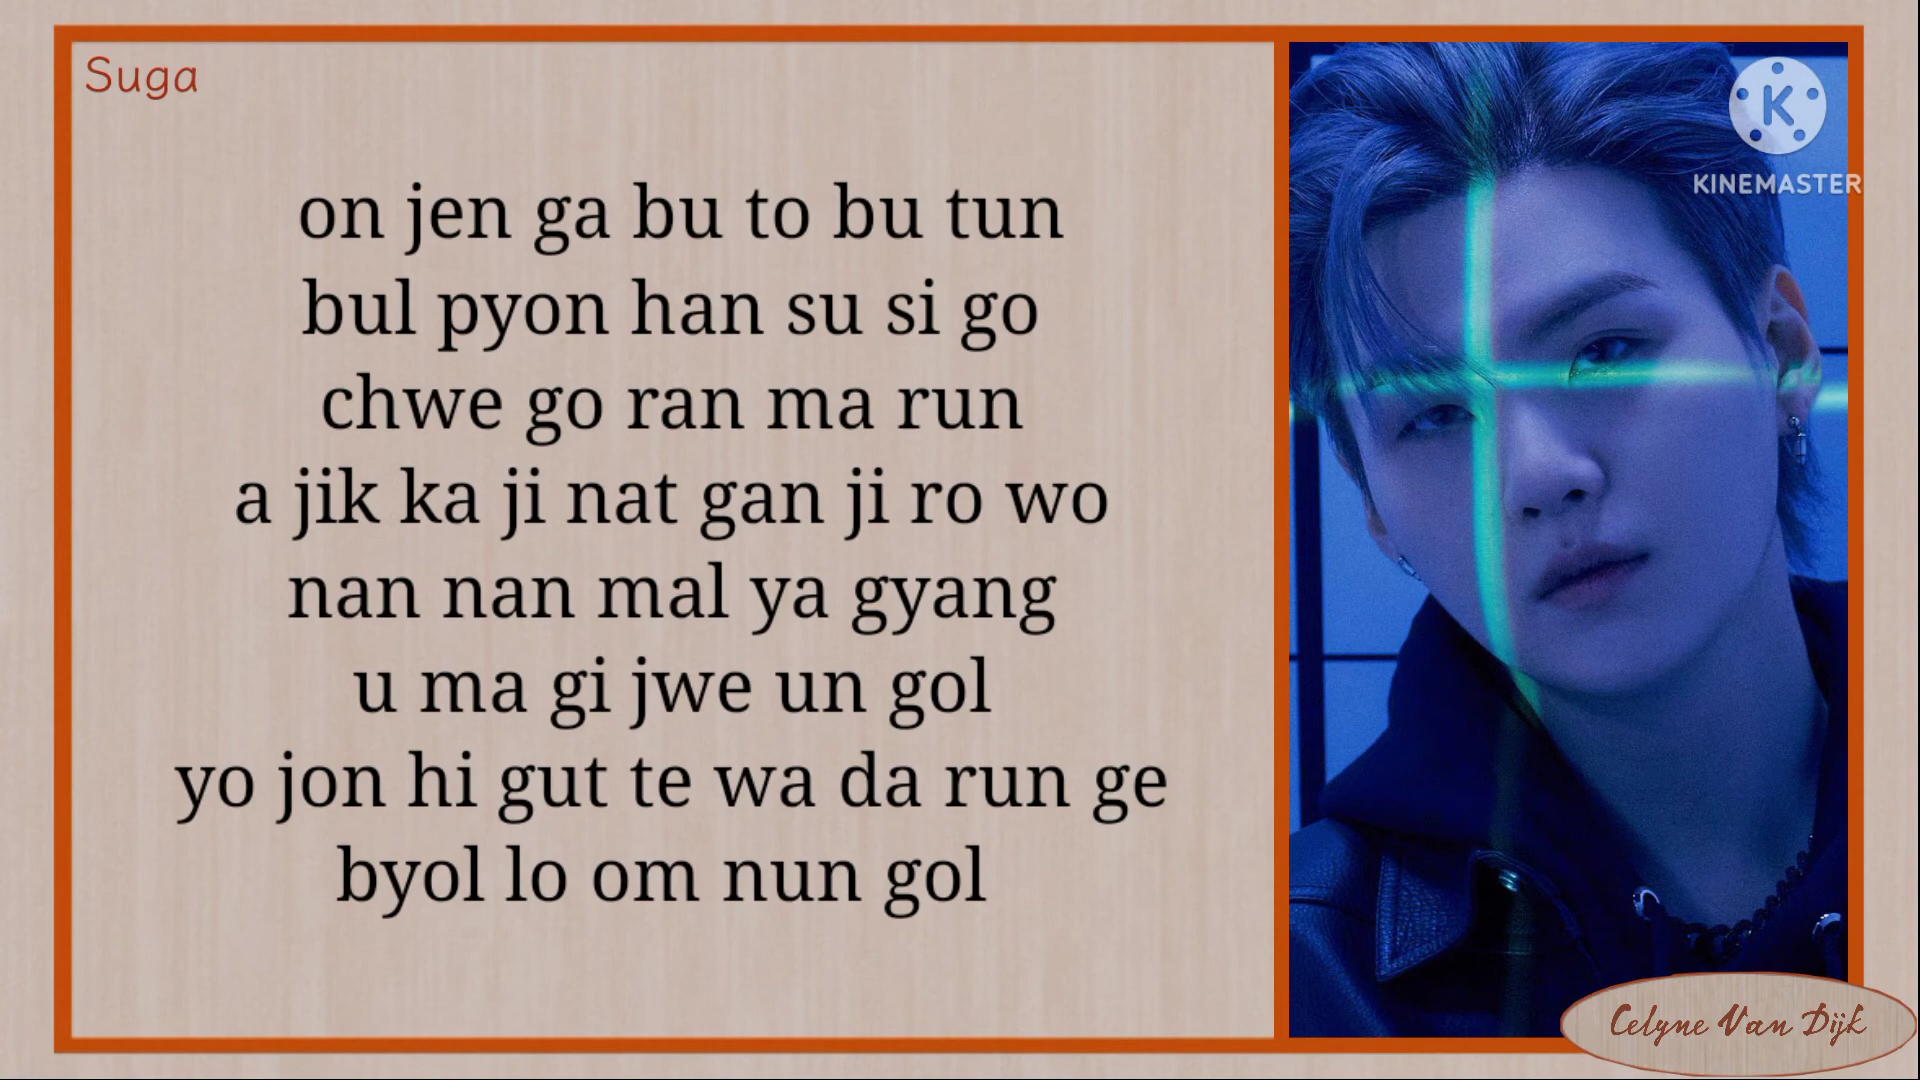 Suga
KINEMASTER
on jen ga bu to bu tun
bul pyon han su si go
chwe go ran ma run
a jik ka ji nat gan ji ro wo
nan nan mal ya gyang
u ma gi jwe un gol
yo jon hi gut te wa da run ge
byol lo om nun gol
Celyne Van Dijk